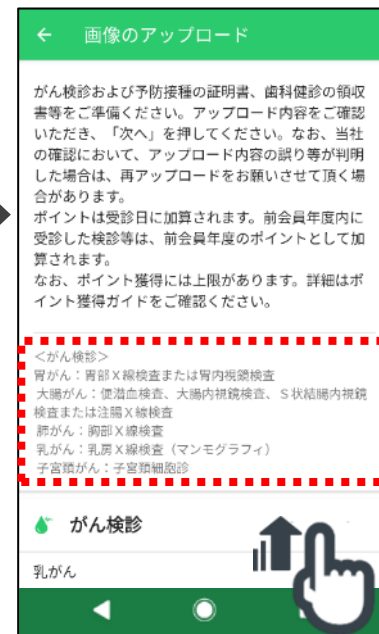 ← 画像のアップロード
がん検診および予防接種の証明書、歯科健診の領収
書等をご準備ください。アップロード内容をご確認
いただき、「次へ」を押してください。なお、当社
の確認において、アップロード内容の誤り等が判明
した場合は、再アップロードをお願いさせて頂く場
合があります。
ポイントは受診日に加算されます。前会員年度内に
受診した検診等は、前会員年度のポイントとして加
算されます。
なお、ポイント獲得には上限があります。詳細はポ
イント獲得ガイドをご確認ください。
＜がん検診＞
胃がん：胃部Ｘ線検査または胃内視鏡検査
大腸がん：便潜血検査、大腸内視鏡検査、Ｓ状結腸内視鏡
検査または注腸Ｘ線検査
肺がん：胸部Ｘ線検査
乳がん：乳房Ｘ線検査（マンモグラフィ）
子宮頚がん：子宮頚細胞診
がん検診
乳がん